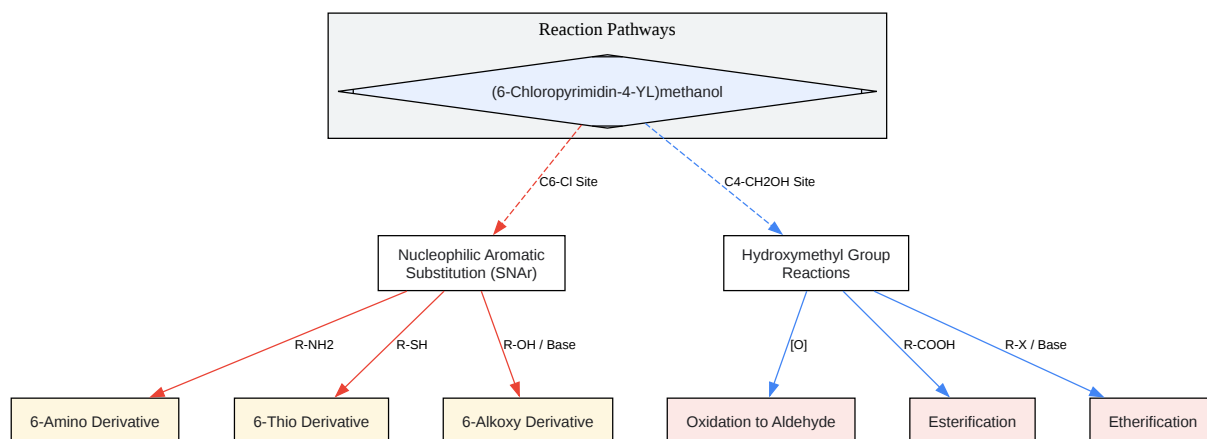 Reaction Pathways
(6-Chloropyrimidin-4-YL)methanol
C6-Cl Site
C4-CH2OH Site
Nucleophilic Aromatic
Substitution (SNAr)
Hydroxymethyl Group
Reactions
R-NH2
R-SH
R-OH / Base
[O]
R-COOH
R-X / Base
6-Amino Derivative
6-Thio Derivative
6-Alkoxy Derivative
Oxidation to Aldehyde
Esterification
Etherification